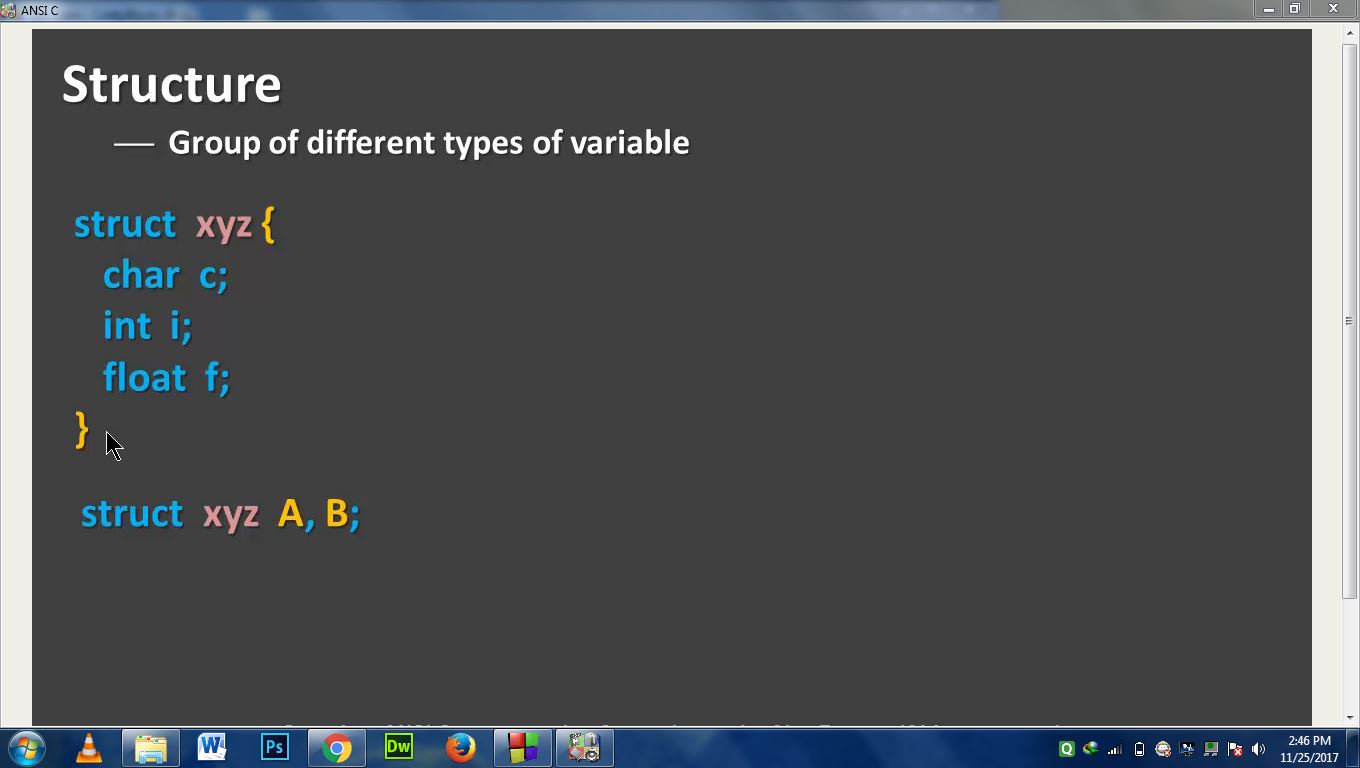 ANSI C
Structure
— Group of different types of variable
struct xyz {
char c;
int i;
float f;
}
struct xyz A, B;
W
Ps
Dw
Q
2:46 PM
11/25/2017